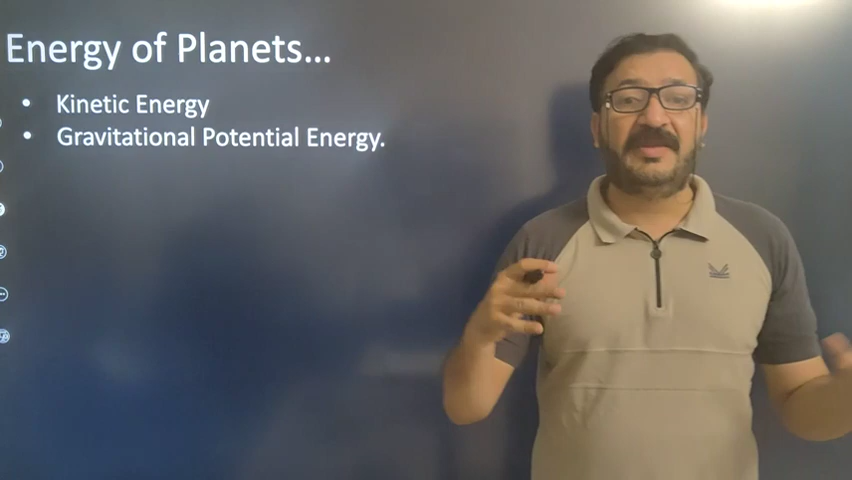 Energy of Planets...
• Kinetic Energy
• Gravitational Potential Energy.